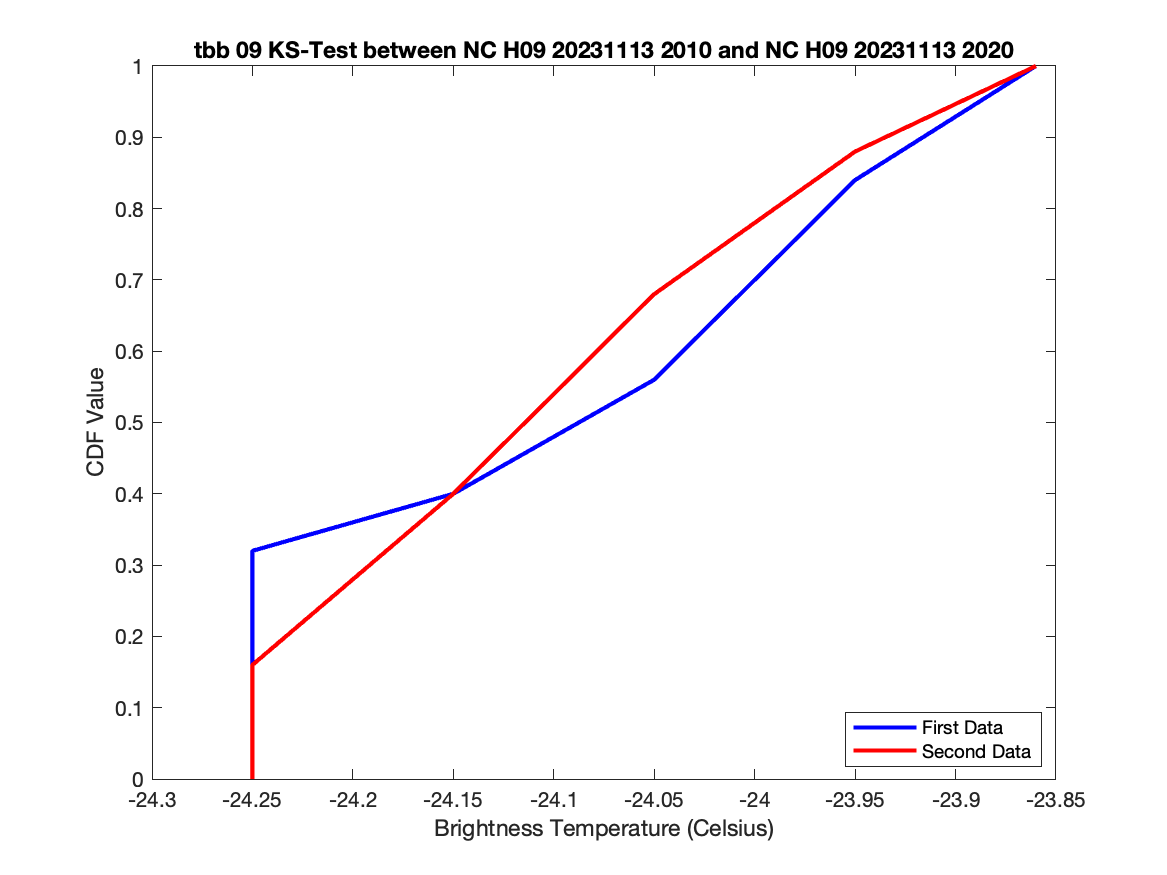 tbb 09 KS-Test between NC H09 20231113 2010 and NC H09 20231113 2020
1
0.9
0.8
0.7
0.6
0.5
0.4
0.3
0.2
0.1
0
CDF Value
-24.3 -24.25 -24.2 -24.15 -24.1 -24.05 -24 -23.95 -23.9 -23.85
Brightness Temperature (Celsius)
First Data
Second Data